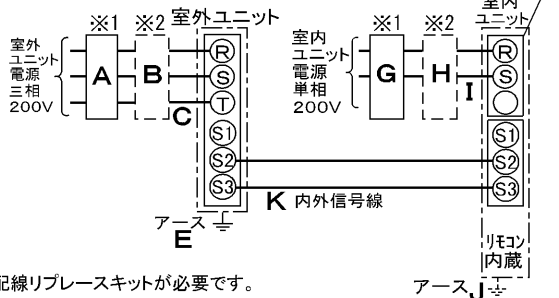 室外ユニット
※1
※2
室外
ユニット
電源
三相
200V
A
B
C
R
S
T
S1
S2
S3
アース
E
K 内外信号線
室内
ユニット
※1
※2
室内
ユニット
電源
単相
200V
G
H
I
R
S
S1
S2
S3
リモコン
内蔵
アース J
配線リプレースキットが必要です。